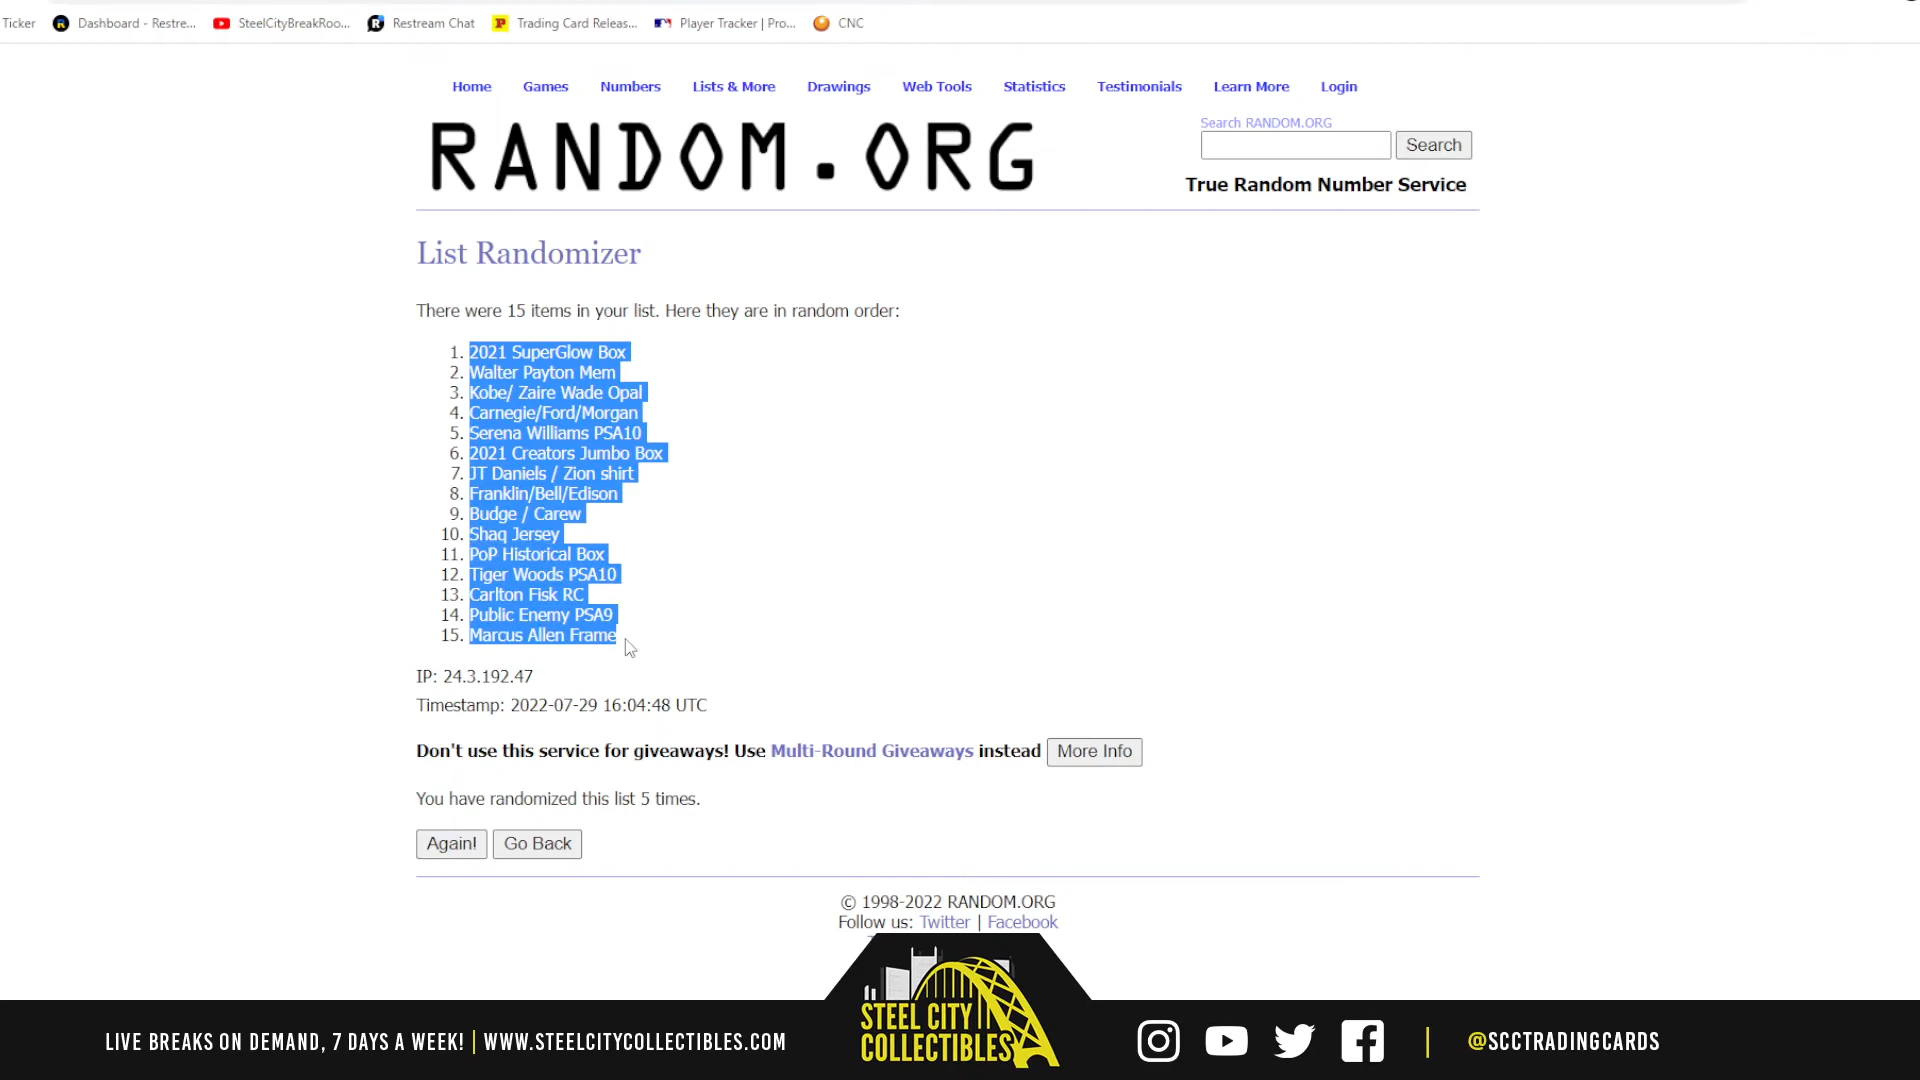 Ticker Dashboard - Restre... SteelCityBreakRoo... Restream Chat Trading Card Releas... Player Tracker | Pro... CNC
Home Games Numbers Lists & More Drawings Web Tools Statistics Testimonials Learn More Login
RANDOM.ORG
Search RANDOM.ORG
Search
True Random Number Service
List Randomizer
There were 15 items in your list. Here they are in random order:
1. 2021 SuperGlow Box
2. Walter Payton Mem
3. Kobe/ Zaire Wade Opal
4. Carnegie/Ford/Morgan
5. Serena Williams PSA10
6. 2021 Creators Jumbo Box
7. JT Daniels / Zion shirt
8. Franklin/Bell/Edison
9. Budge / Carew
10. Shaq Jersey
11. PoP Historical Box
12. Tiger Woods PSA10
13. Carlton Fisk RC
14. Public Enemy PSA9
15. Marcus Allen Frame
IP: 24.3.192.47
Timestamp: 2022-07-29 16:04:48 UTC
Don't use this service for giveaways! Use Multi-Round Giveaways instead More Info
You have randomized this list 5 times.
Again! Go Back
© 1998-2022 RANDOM.ORG
Follow us: Twitter | Facebook
STEEL CITY
COLLECTIBLES
LIVE BREAKS ON DEMAND, 7 DAYS A WEEK! | WWW.STEELCITYCOLLECTIBLES.COM
| @SCCTRADINGCARDS